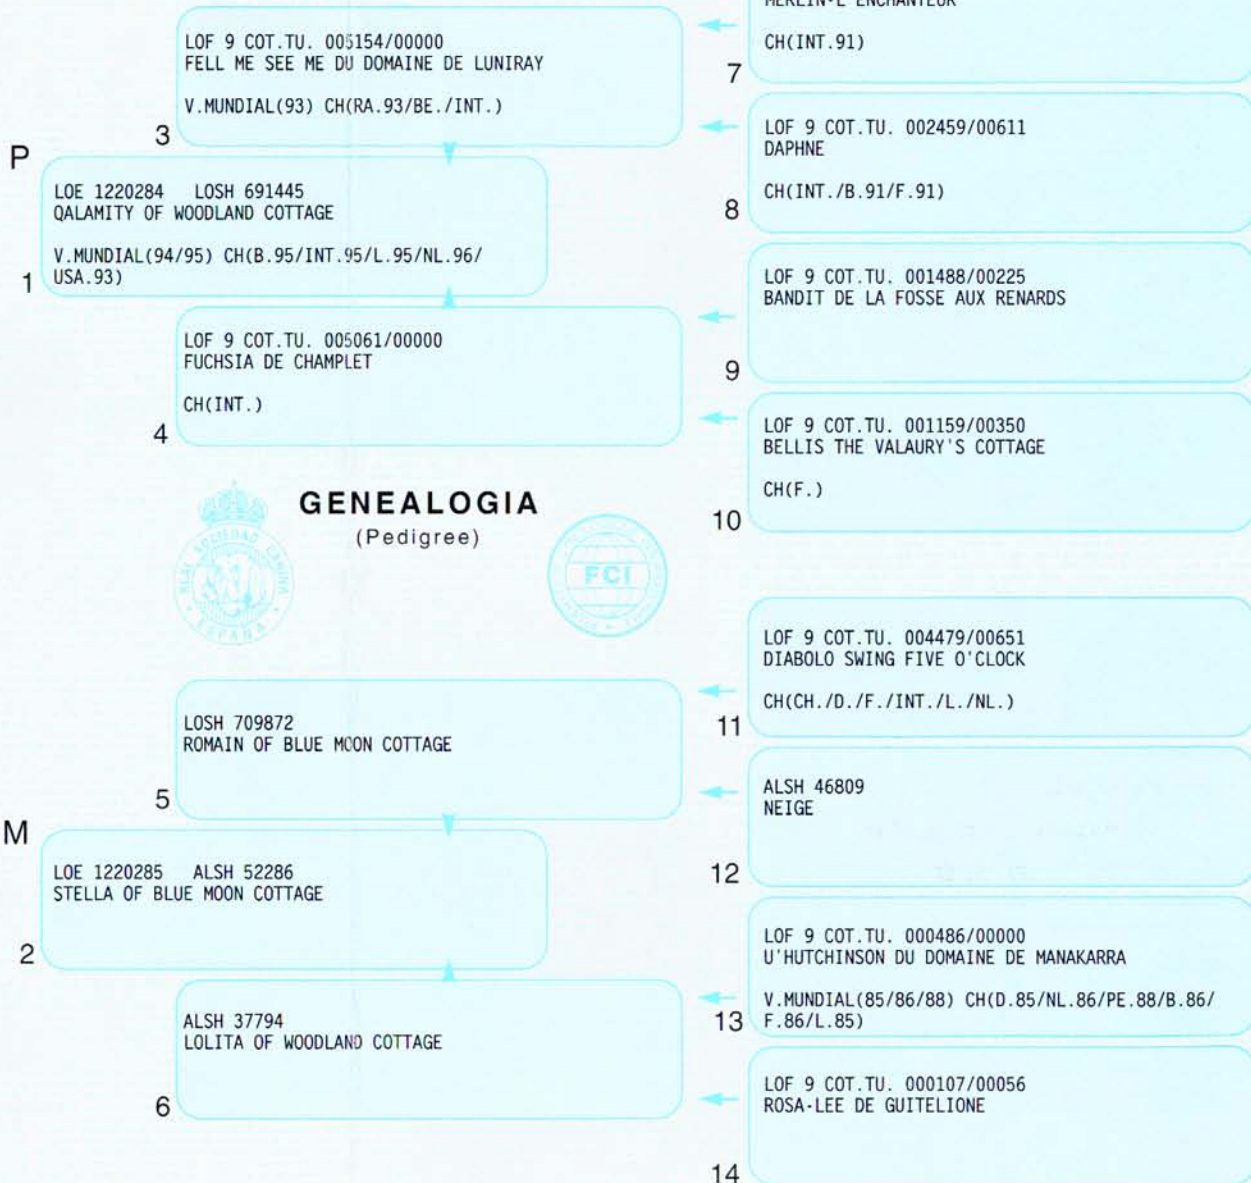 MERLIN-L'ENCHANTEUR
CH(INT.91)
7
LOF 9 COT.TU. 005154/00000
FELL ME SEE ME DU DOMAINE DE LUNIRAY
V.MUNDIAL(93) CH(RA.93/BE./INT.)
3
LOF 9 COT.TU. 002459/00611
DAPHNE
CH(INT./B.91/F.91)
8
P
LOE 1220284 LOSH 691445
QALAMITY OF WOODLAND COTTAGE
V.MUNDIAL(94/95) CH(B.95/INT.95/L.95/NL.96/
USA.93)
1
LOF 9 COT.TU. 001488/00225
BANDIT DE LA FOSSE AUX RENARDS
9
LOF 9 COT.TU. 005061/00000
FUCHSIA DE CHAMPLET
CH(INT.)
4
LOF 9 COT.TU. 001159/00350
BELLIS THE VALAURY'S COTTAGE
CH(F.)
10
GENEALOGIA
(Pedigree)
REAL SOCIEDAD CANINA
ESPAÑA
FCI
LOF 9 COT.TU. 004479/00651
DIABOLO SWING FIVE O'CLOCK
CH(CH./D./F./INT./L./NL.)
11
LOSH 709872
ROMAIN OF BLUE MOON COTTAGE
5
ALSH 46809
NEIGE
12
M
LOE 1220285 ALSH 52286
STELLA OF BLUE MOON COTTAGE
2
LOF 9 COT.TU. 000486/00000
U'HUTCHINSON DU DOMAINE DE MANAKARRA
V.MUNDIAL(85/86/88) CH(D.85/NL.86/PE.88/B.86/
F.86/L.85)
13
ALSH 37794
LOLITA OF WOODLAND COTTAGE
6
LOF 9 COT.TU. 000107/00056
ROSA-LEE DE GUITELIONE
14